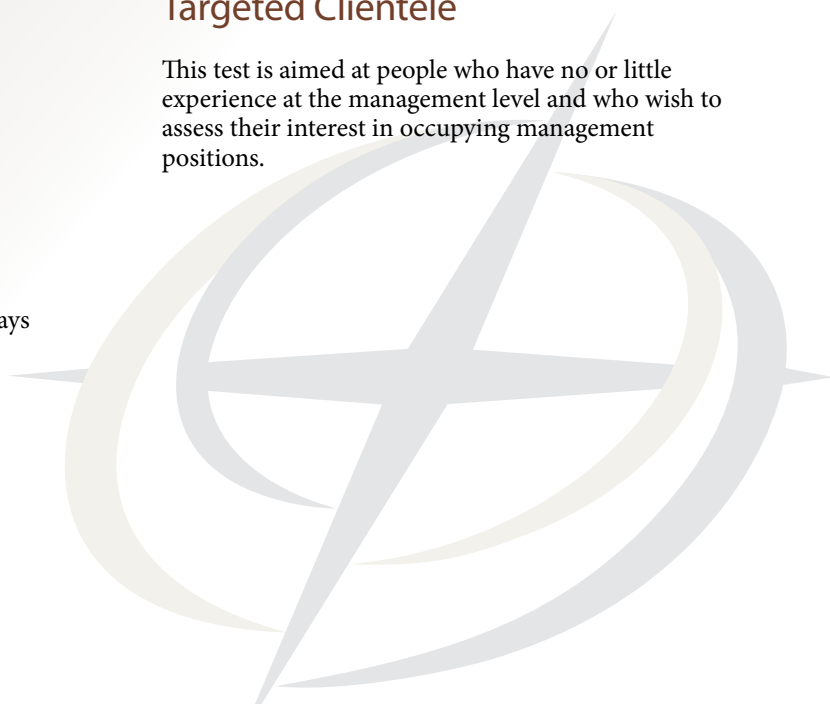 Targeted Clientele
This test is aimed at people who have no or little
experience at the management level and who wish to
assess their interest in occupying management
positions.
ays